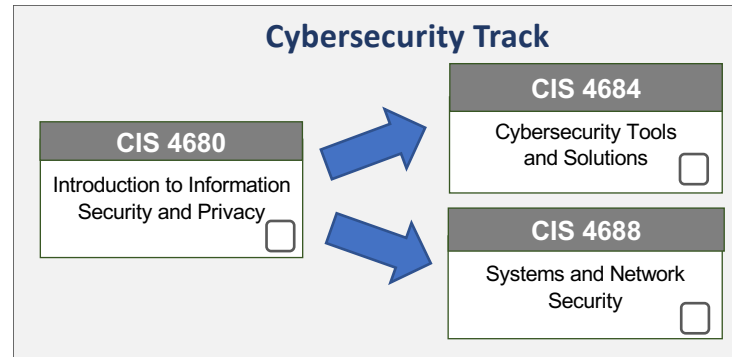 Cybersecurity Track
CIS 4680
Introduction to Information
Security and Privacy
CIS 4684
Cybersecurity Tools
and Solutions
CIS 4688
Systems and Network
Security